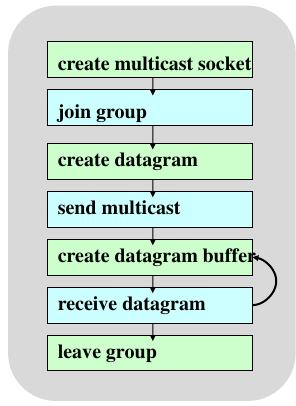 create multicast socket
join group
create datagram
send multicast
create datagram buffer
receive datagram
leave group